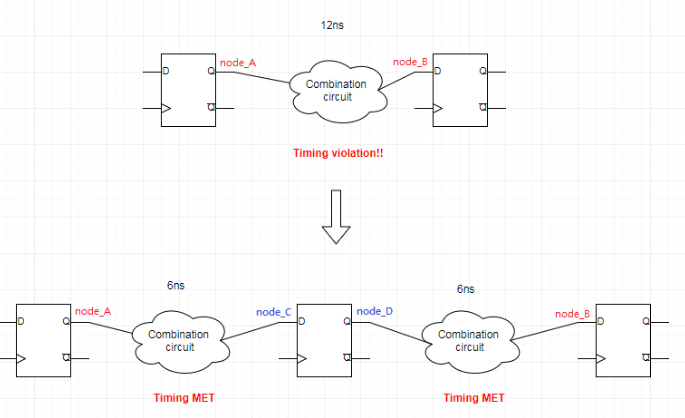 12ns
node_A
node_B
D
Q
D
Q
Combination
circuit
Q
Q
Timing violation!!
6ns
6ns
node_A
node_C
node_D
node_B
D
Q
D
Q
D
Q
Combination
circuit
Combination
circuit
Q
Q
Q
Timing MET
Timing MET